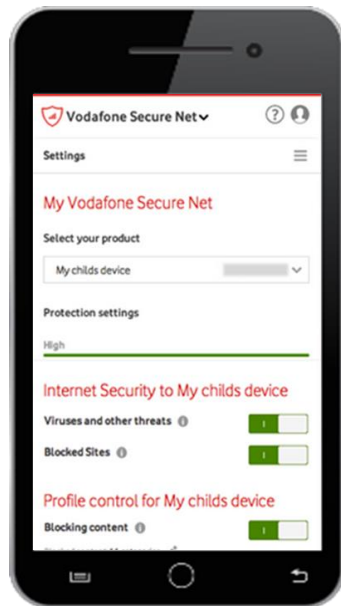 Vodafone Secure Net
Settings
My Vodafone Secure Net
Select your product
My childs device
Protection settings
High
Internet Security to My childs device
Viruses and other threats
Blocked Sites
Profile control for My childs device
Blocking content